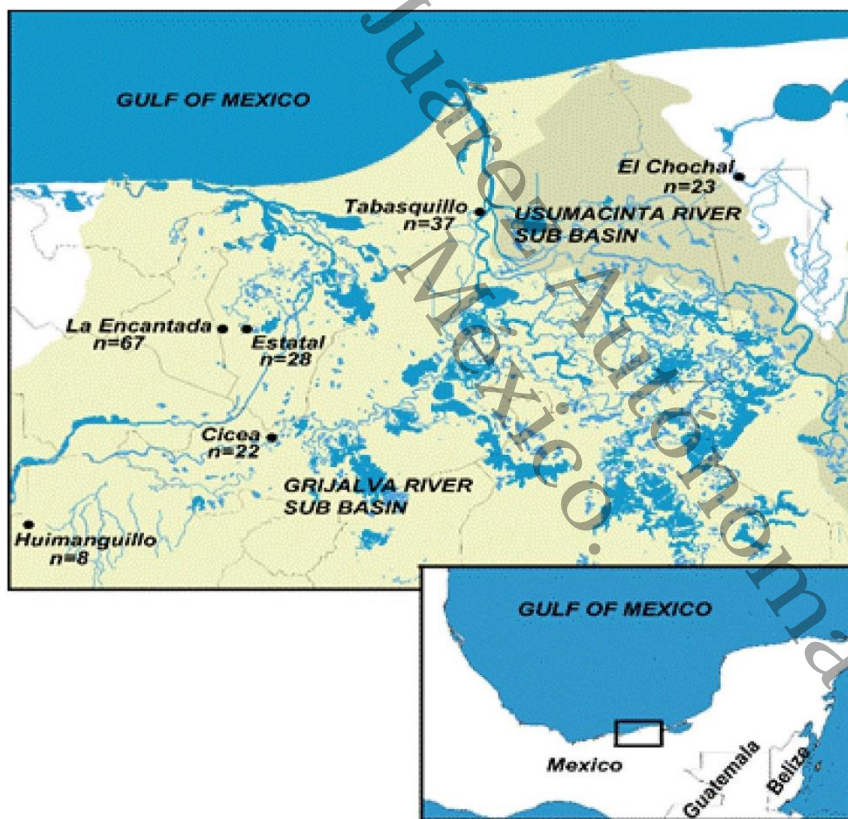 GULF OF MEXICO
El Chochal
n=23
Tabasquillo
n=37
USUMACINTA RIVER
SUB BASIN
La Encantada
n=67
Estatal
n=28
Cicea
n=22
GRIJALVA RIVER
SUB BASIN
Huimanguillo
n=8
GULF OF MEXICO
Mexico
Guatemala
Belize
Juárez Autónoma
México.